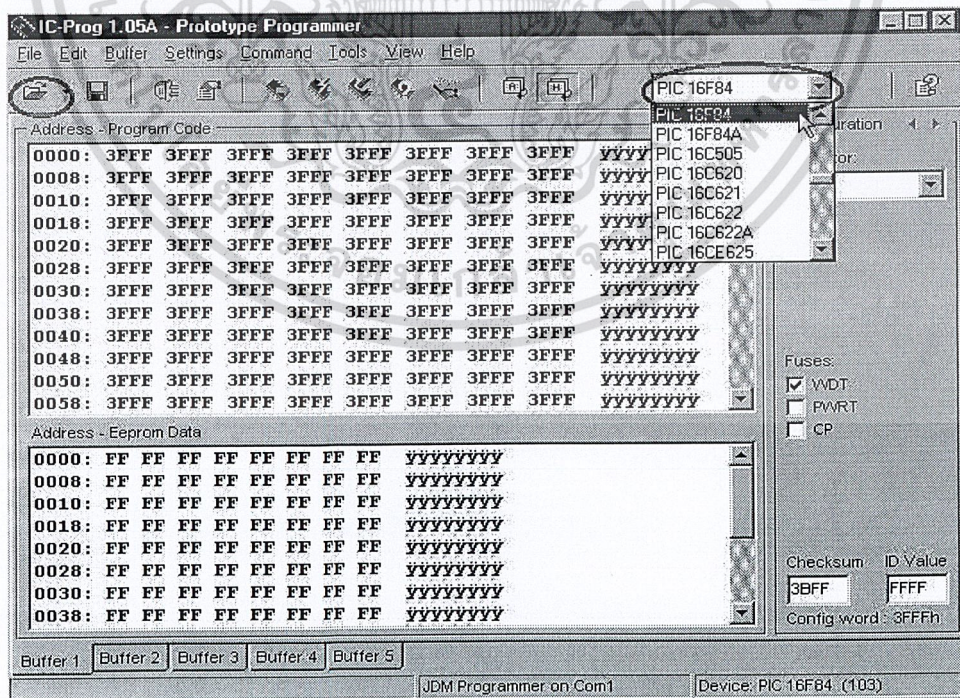 IC-Prog 1.05A - Prototype Programmer
File Edit Buffer Settings Command Tools View Help
PIC 16F84
PIC 16F84
PIC 16F84A
PIC 16C505
PIC 16C620
PIC 16C621
PIC 16C622
PIC 16C622A
PIC 16CE625
Address - Program Code
0000: 3FFF 3FFF 3FFF 3FFF 3FFF 3FFF 3FFF 3FFF ÿÿÿÿ
0008: 3FFF 3FFF 3FFF 3FFF 3FFF 3FFF 3FFF 3FFF ÿÿÿÿ
0010: 3FFF 3FFF 3FFF 3FFF 3FFF 3FFF 3FFF 3FFF ÿÿÿÿ
0018: 3FFF 3FFF 3FFF 3FFF 3FFF 3FFF 3FFF 3FFF ÿÿÿÿ
0020: 3FFF 3FFF 3FFF 3FFF 3FFF 3FFF 3FFF 3FFF ÿÿÿÿ
0028: 3FFF 3FFF 3FFF 3FFF 3FFF 3FFF 3FFF 3FFF ÿÿÿÿÿÿÿÿ
0030: 3FFF 3FFF 3FFF 3FFF 3FFF 3FFF 3FFF 3FFF ÿÿÿÿÿÿÿÿ
0038: 3FFF 3FFF 3FFF 3FFF 3FFF 3FFF 3FFF 3FFF ÿÿÿÿÿÿÿÿ
0040: 3FFF 3FFF 3FFF 3FFF 3FFF 3FFF 3FFF 3FFF ÿÿÿÿÿÿÿÿ
0048: 3FFF 3FFF 3FFF 3FFF 3FFF 3FFF 3FFF 3FFF ÿÿÿÿÿÿÿÿ
0050: 3FFF 3FFF 3FFF 3FFF 3FFF 3FFF 3FFF 3FFF ÿÿÿÿÿÿÿÿ
0058: 3FFF 3FFF 3FFF 3FFF 3FFF 3FFF 3FFF 3FFF ÿÿÿÿÿÿÿÿ
Address - Eeprom Data
0000: FF FF FF FF FF FF FF FF ÿÿÿÿÿÿÿÿ
0008: FF FF FF FF FF FF FF FF ÿÿÿÿÿÿÿÿ
0010: FF FF FF FF FF FF FF FF ÿÿÿÿÿÿÿÿ
0018: FF FF FF FF FF FF FF FF ÿÿÿÿÿÿÿÿ
0020: FF FF FF FF FF FF FF FF ÿÿÿÿÿÿÿÿ
0028: FF FF FF FF FF FF FF FF ÿÿÿÿÿÿÿÿ
0030: FF FF FF FF FF FF FF FF ÿÿÿÿÿÿÿÿ
0038: FF FF FF FF FF FF FF FF ÿÿÿÿÿÿÿÿ
uration
or:
Fuses:
WDT
PWRT
CP
Checksum ID Value
3BFF FFFF
Config word : 3FFFh
Buffer 1 Buffer 2 Buffer 3 Buffer 4 Buffer 5
JDM Programmer on Com1 Device: PIC 16F84 (103)